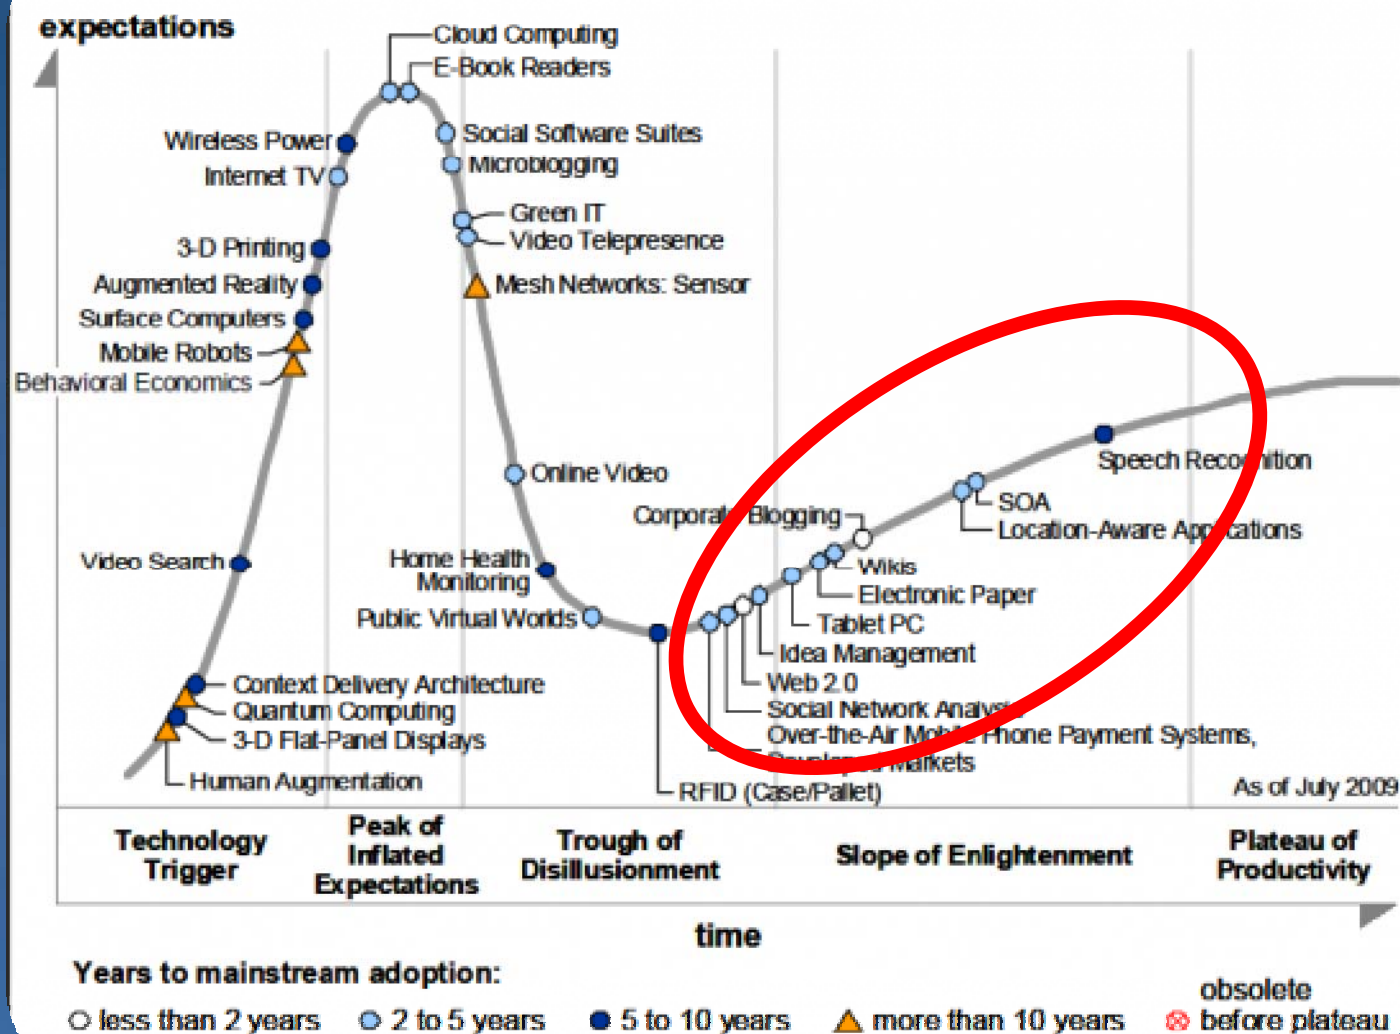 expectations
Cloud Computing
E-Book Readers
Wireless Power
Social Software Suites
Microblogging
Internet TV
Green IT
Video Telepresence
3-D Printing
Augmented Reality
Mesh Networks: Sensor
Surface Computers
Mobile Robots
Behavioral Economics
Online Video
Speech Recognition
SOA
Corporate Blogging
Location-Aware Applications
Video Search
Home Health
Monitoring
Wikis
Electronic Paper
Public Virtual Worlds
Tablet PC
Idea Management
Context Delivery Architecture
Web 2.0
Quantum Computing
Social Network Analysis
3-D Flat-Panel Displays
Over-the-Air Mobile Phone Payment Systems,
Developed Markets
Human Augmentation
RFID (Case/Pallet)
As of July 2009
Technology
Trigger
Peak of
Inflated
Expectations
Trough of
Disillusionment
Slope of Enlightenment
Plateau of
Productivity
time
Years to mainstream adoption:
less than 2 years
2 to 5 years
5 to 10 years
more than 10 years
obsolete
before plateau